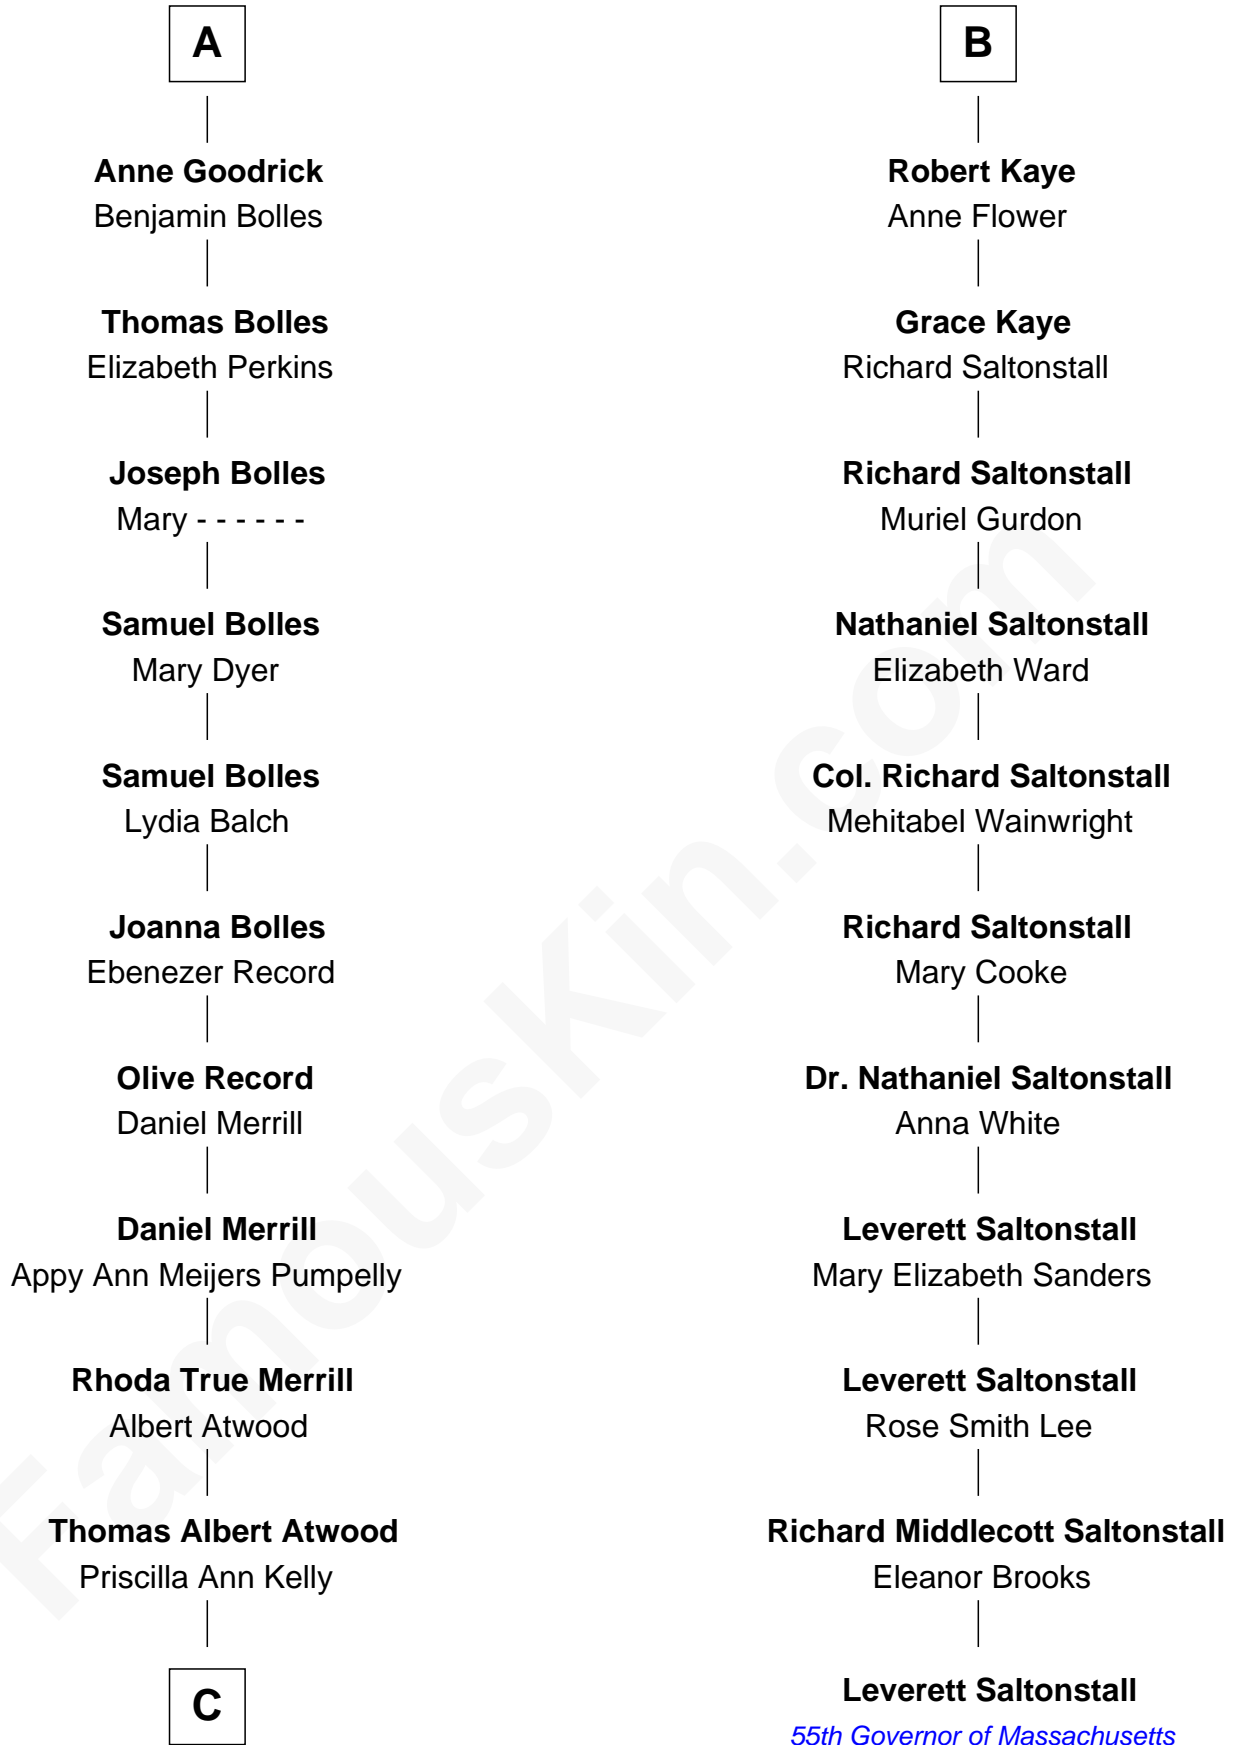 A
Anne Goodrick
Benjamin Bolles
Thomas Bolles
Elizabeth Perkins
Joseph Bolles
Mary - - - - - -
Samuel Bolles
Mary Dyer
Samuel Bolles
Lydia Balch
Joanna Bolles
Ebenezer Record
Olive Record
Daniel Merrill
Daniel Merrill
Appy Ann Meijers Pumpelly
Rhoda True Merrill
Albert Atwood
Thomas Albert Atwood
Priscilla Ann Kelly
C
B
Robert Kaye
Anne Flower
Grace Kaye
Richard Saltonstall
Richard Saltonstall
Muriel Gurdon
Nathaniel Saltonstall
Elizabeth Ward
Col. Richard Saltonstall
Mehitabel Wainwright
Richard Saltonstall
Mary Cooke
Dr. Nathaniel Saltonstall
Anna White
Leverett Saltonstall
Mary Elizabeth Sanders
Leverett Saltonstall
Rose Smith Lee
Richard Middlecott Saltonstall
Eleanor Brooks
Leverett Saltonstall
55th Governor of Massachusetts
FamousKin.com